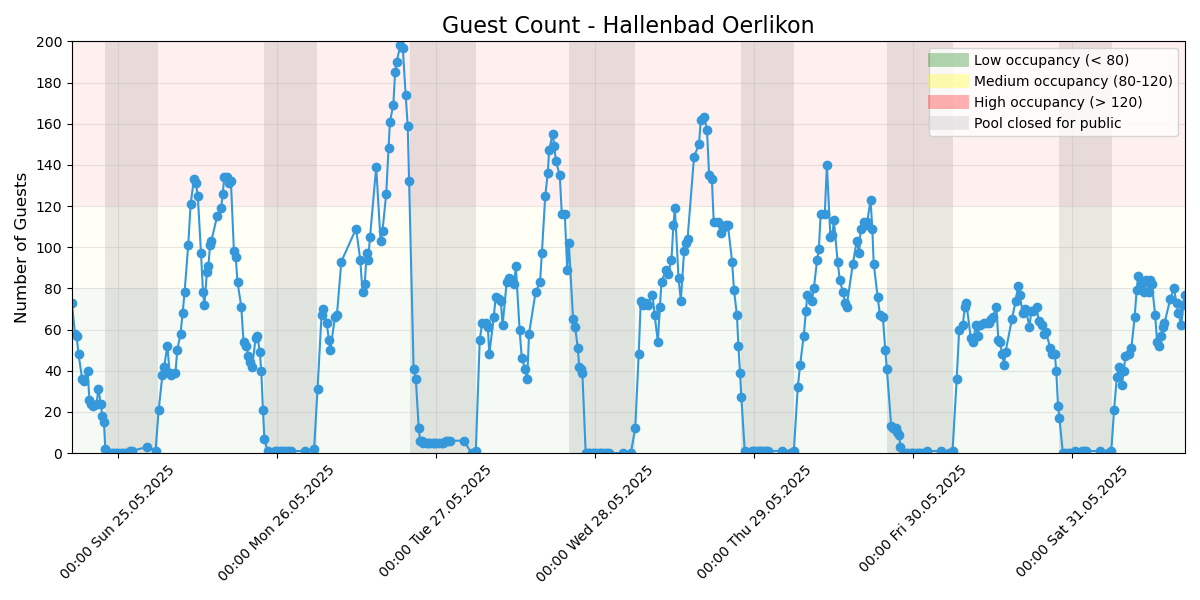 Guest Count - Hallenbad Oerlikon
Number of Guests
200
180
160
140
120
100
80
60
40
20
0
Low occupancy (< 80)
Medium occupancy (80-120)
High occupancy (> 120)
Pool closed for public
00:00 Sun 25.05.2025
00:00 Mon 26.05.2025
00:00 Tue 27.05.2025
00:00 Wed 28.05.2025
00:00 Thu 29.05.2025
00:00 Fri 30.05.2025
00:00 Sat 31.05.2025